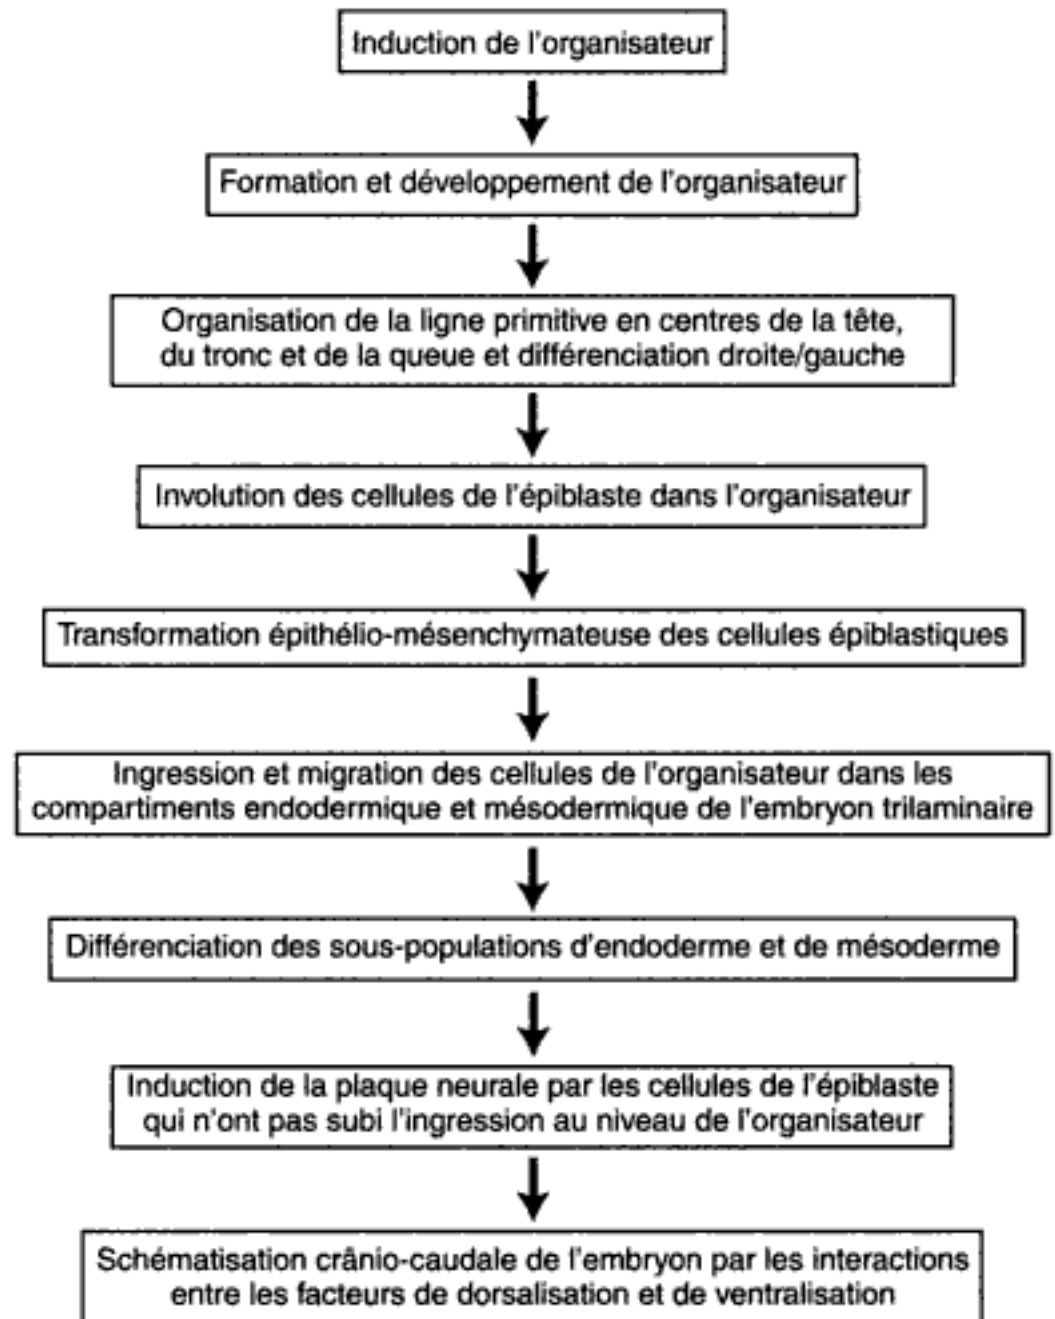 Induction de l'organisateur
Formation et développement de l'organisateur
Organisation de la ligne primitive en centres de la tête,
du tronc et de la queue et différenciation droite/gauche
Involution des cellules de l'épiblaste dans l'organisateur
Transformation épithélio-mésenchymateuse des cellules épiblastiques
Ingression et migration des cellules de l'organisateur dans les
compartiments endodermique et mésodermique de l'embryon trilaminaire
Différenciation des sous-populations d'endoderme et de mésoderme
Induction de la plaque neurale par les cellules de l'épiblaste
qui n'ont pas subi l'ingression au niveau de l'organisateur
Schématisation crânio-caudale de l'embryon par les interactions
entre les facteurs de dorsalisation et de ventralisation